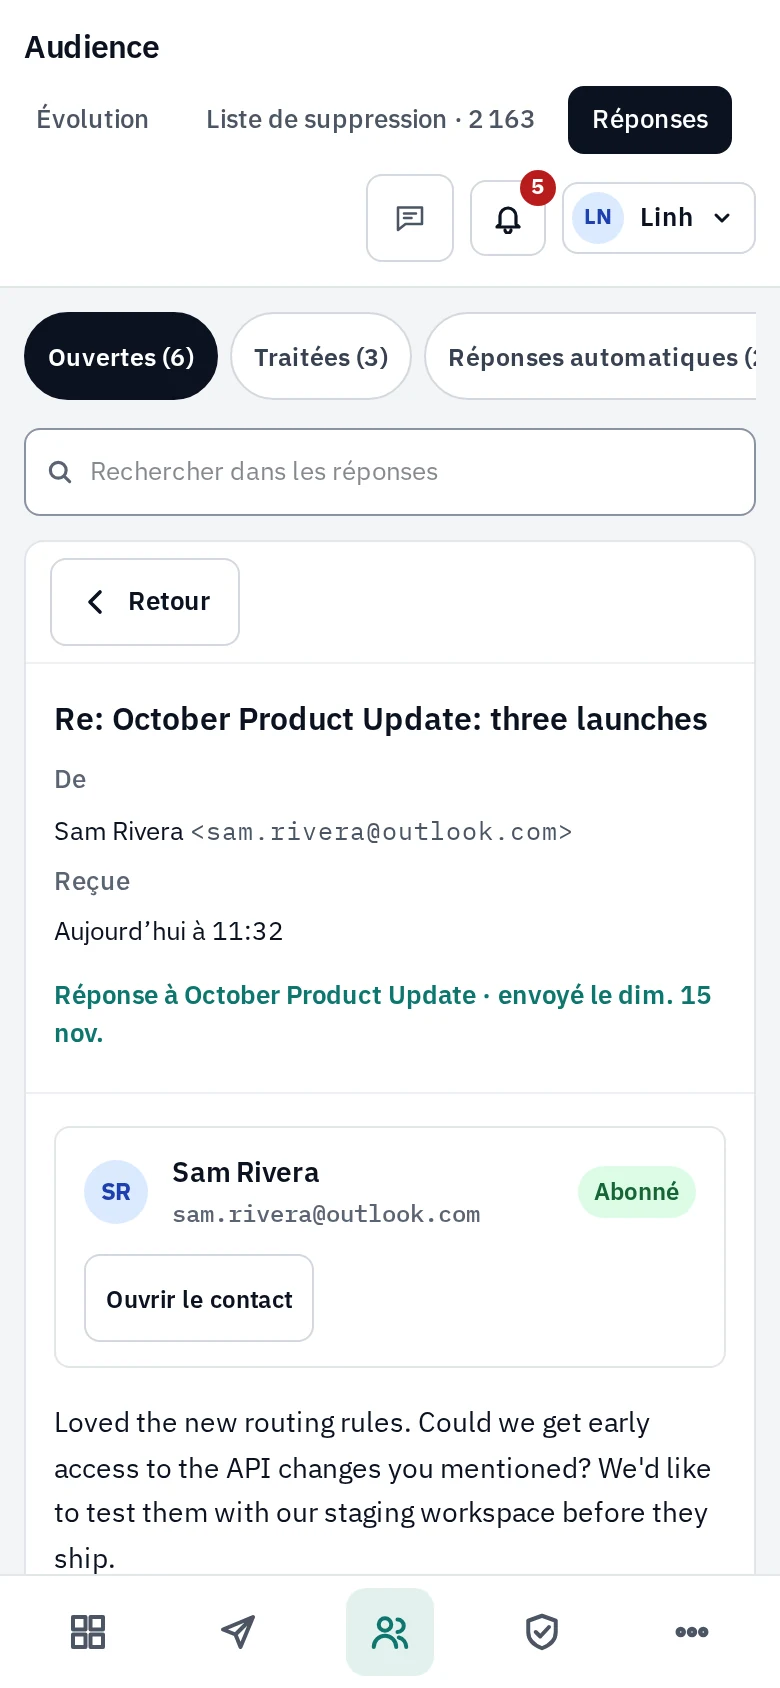 Audience
Évolution
Liste de suppression · 2 163
Réponses
5
LN
Linh
Ouvertes (6)
Traitées (3)
Réponses automatiques (
Rechercher dans les réponses
Retour
Re: October Product Update: three launches
De
Sam Rivera <sam.rivera@outlook.com>
Reçue
Aujourd’hui à 11:32
Réponse à October Product Update · envoyé le dim. 15
nov.
SR
Sam Rivera
sam.rivera@outlook.com
Abonné
Ouvrir le contact
Loved the new routing rules. Could we get early
access to the API changes you mentioned? We'd like
to test them with our staging workspace before they
ship.